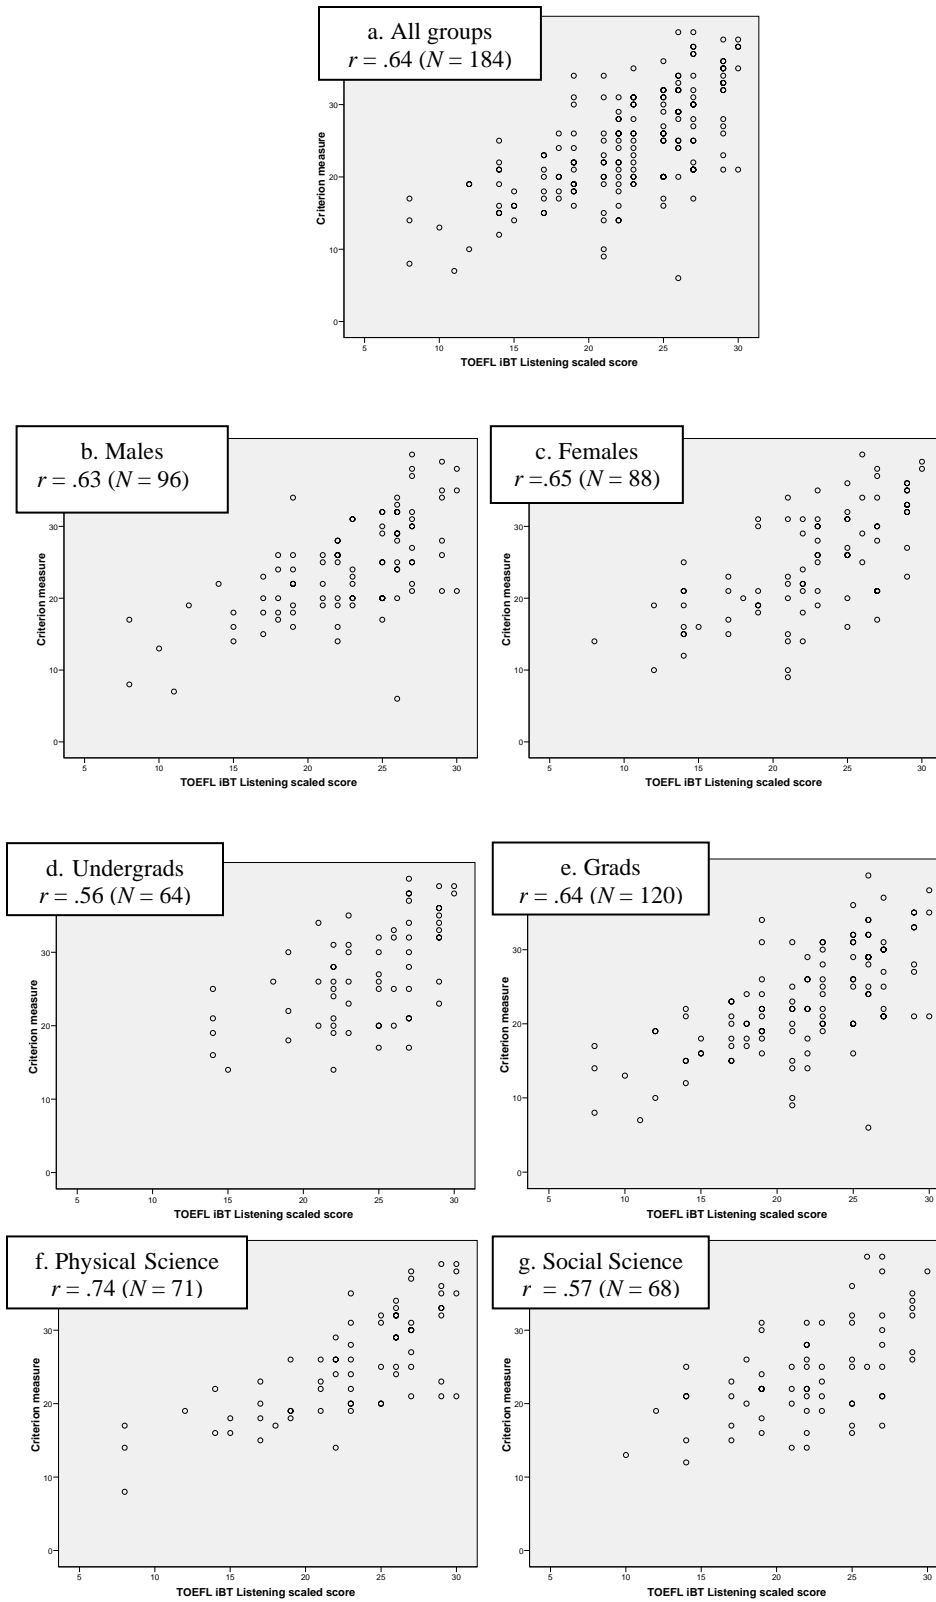 a. All groups
r = .64 (N = 184)
30
20
10
0
Criterion measure
5 10 15 20 25 30
TOEFL iBT Listening scaled score
b. Males
r = .63 (N = 96)
30
20
10
0
Criterion measure
5 10 15 20 25 30
TOEFL iBT Listening scaled score
c. Females
r =.65 (N = 88)
30
20
10
0
Criterion measure
5 10 15 20 25 30
TOEFL iBT Listening scaled score
d. Undergrads
r = .56 (N = 64)
30
20
10
0
Criterion measure
5 10 15 20 25 30
TOEFL iBT Listening scaled score
e. Grads
r = .64 (N = 120)
30
20
10
0
Criterion measure
5 10 15 20 25 30
TOEFL iBT Listening scaled score
f. Physical Science
r = .74 (N = 71)
30
20
10
0
Criterion measure
5 10 15 20 25 30
TOEFL iBT Listening scaled score
g. Social Science
r = .57 (N = 68)
30
20
10
0
Criterion measure
5 10 15 20 25 30
TOEFL iBT Listening scaled score